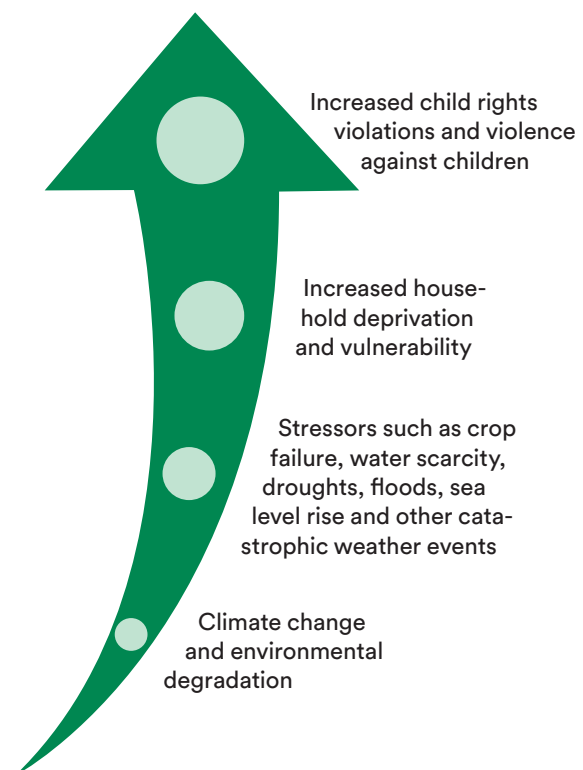 Increased child rights
violations and violence
against children
Increased house-
hold deprivation
and vulnerability
Stressors such as crop
failure, water scarcity,
droughts, floods, sea
level rise and other cata-
strophic weather events
Climate change
and environmental
degradation